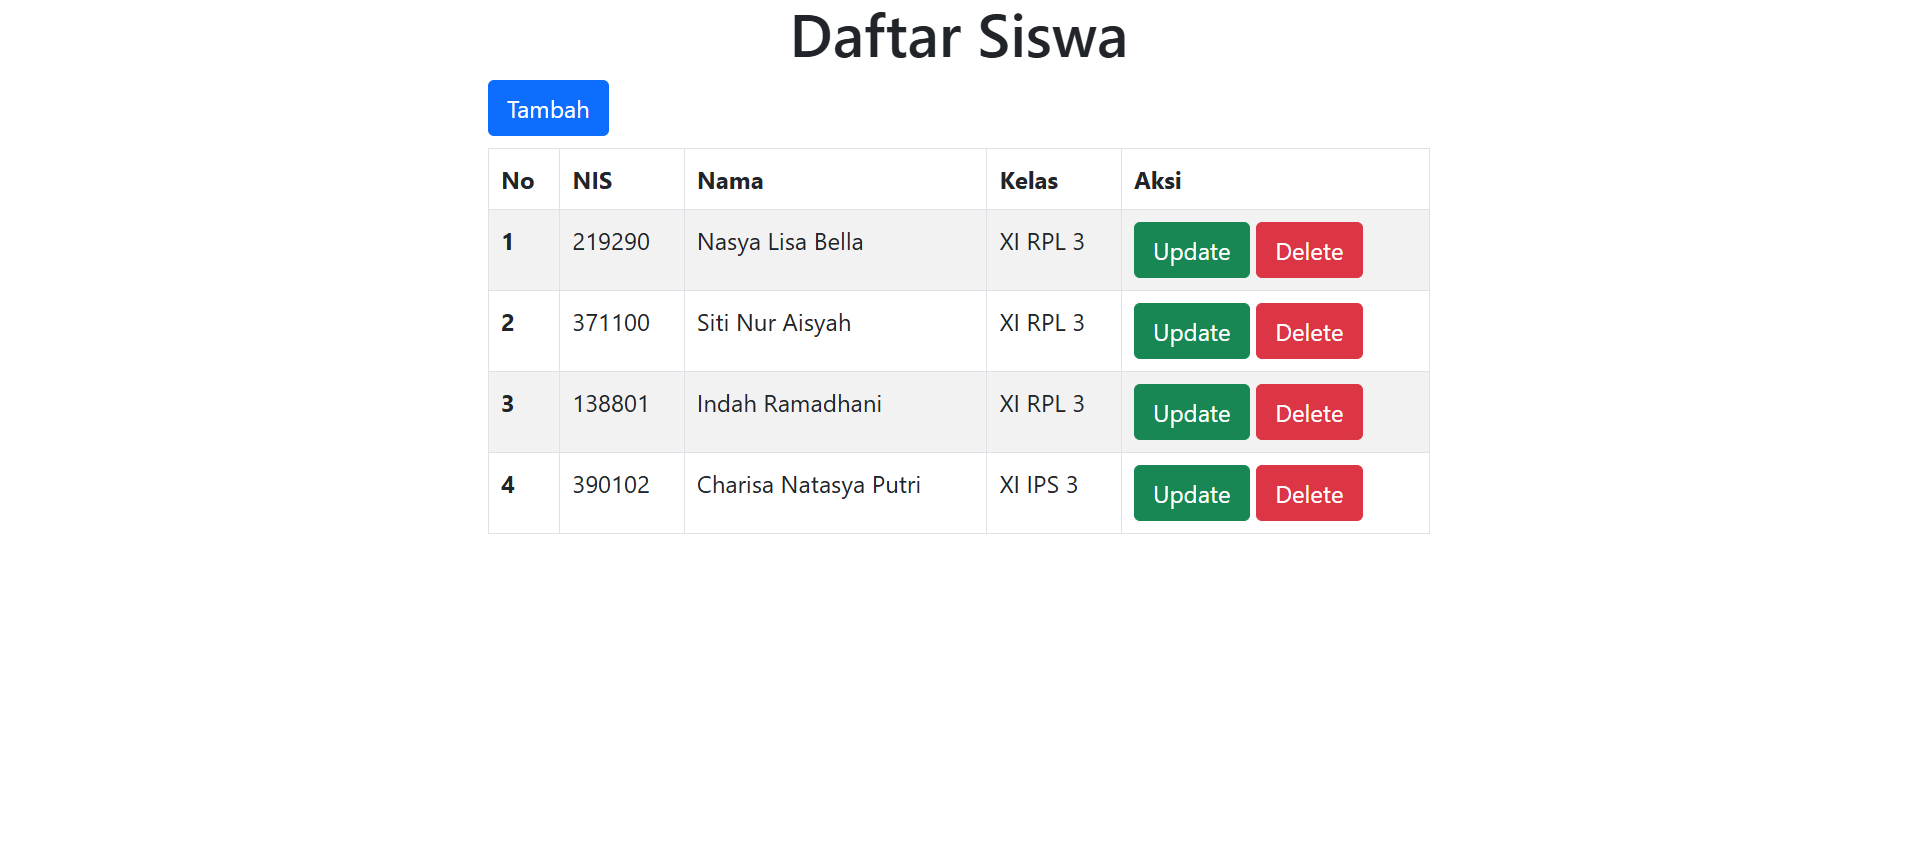 Daftar Siswa
Tambah
No NIS Nama Kelas Aksi
1 219290 Nasya Lisa Bella XI RPL 3 Update Delete
2 371100 Siti Nur Aisyah XI RPL 3 Update Delete
3 138801 Indah Ramadhani XI RPL 3 Update Delete
4 390102 Charisa Natasya Putri XI IPS 3 Update Delete